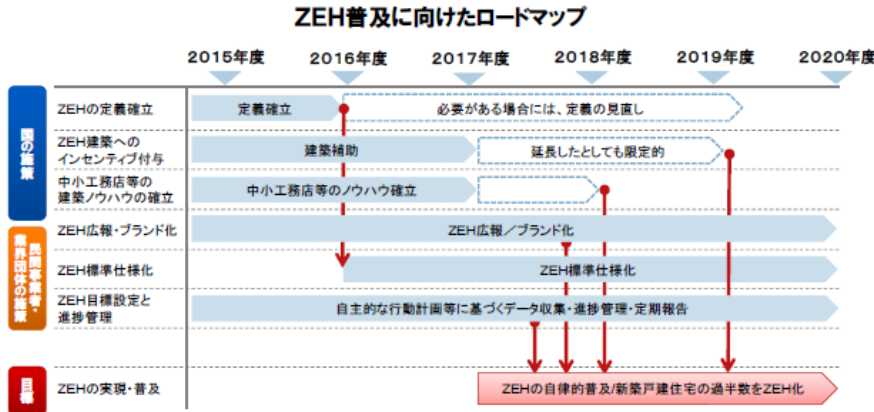 ZEH普及に向けたロードマップ
2015年度
2016年度
2017年度
2018年度
2019年度
2020年度
国の施策
ZEHの定義確立
定義確立
必要がある場合には、定義の見直し
ZEH建築への
インセンティブ付与
建築補助
延長したとしても限定的
中小工務店等の
建築ノウハウの確立
中小工務店等のノウハウ確立
民間事業者・
業界団体の施策
ZEH広報・ブランド化
ZEH広報／ブランド化
ZEH標準仕様化
ZEH標準仕様化
ZEH目標設定と
進捗管理
自主的な行動計画等に基づくデータ収集・進捗管理・定期報告
目標
ZEHの実現・普及
ZEHの自律的普及/新築戸建住宅の過半数をZEH化